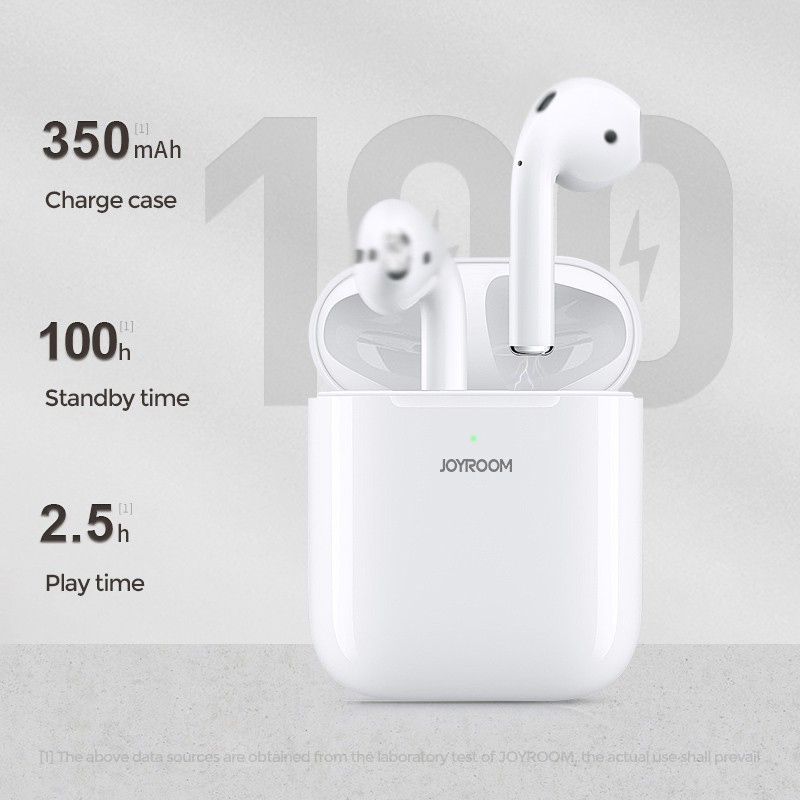 100
350 mAh [1]
Charge case
100 h [1]
Standby time
2.5 h [1]
Play time
JOYROOM
[1] The above data sources are obtained from the laboratory test of JOYROOM, the actual use shall prevail